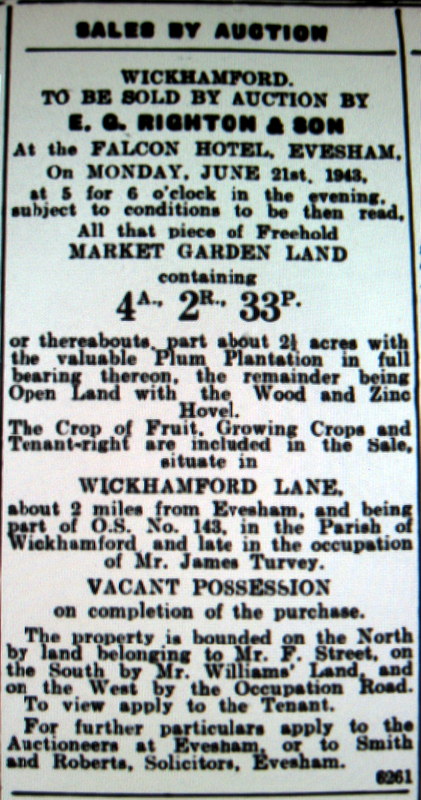 SALES BY AUCTION
WICKHAMFORD.
TO BE SOLD BY AUCTION BY
E. G. RIGHTON & SON
At the FALCON HOTEL, EVESHAM,
On MONDAY, JUNE 21st, 1943,
at 5 for 6 o'clock in the evening,
subject to conditions to be then read,
All that piece of Freehold
MARKET GARDEN LAND
containing
4A., 2R., 33P.
or thereabouts, part about 2½ acres with
the valuable Plum Plantation in full
bearing thereon, the remainder being
Open Land with the Wood and Zinc
Hovel.
The Crop of Fruit, Growing Crops and
Tenant-right are included in the Sale,
situate in
WICKHAMFORD LANE,
about 2 miles from Evesham, and being
part of O.S. No. 143, in the Parish of
Wickhamford and late in the occupation
of Mr. James Turvey.
VACANT POSSESSION
on completion of the purchase.
The property is bounded on the North
by land belonging to Mr. F. Street, on
the South by Mr. Williams' Land, and
on the West by the Occupation Road.
To view apply to the Tenant.
For further particulars apply to the
Auctioneers at Evesham, or to Smith
and Roberts, Solicitors, Evesham.
6261